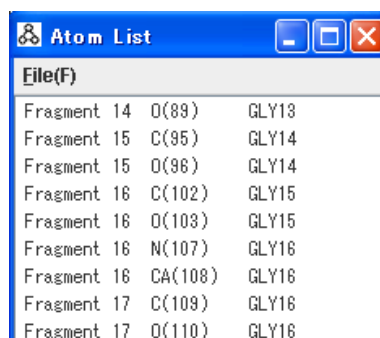 Atom List
File(F)
Fragment 14 O(89) GLY13
Fragment 15 C(95) GLY14
Fragment 15 O(96) GLY14
Fragment 16 C(102) GLY15
Fragment 16 O(103) GLY15
Fragment 16 N(107) GLY16
Fragment 16 CA(108) GLY16
Fragment 17 C(109) GLY16
Fragment 17 O(110) GLY16